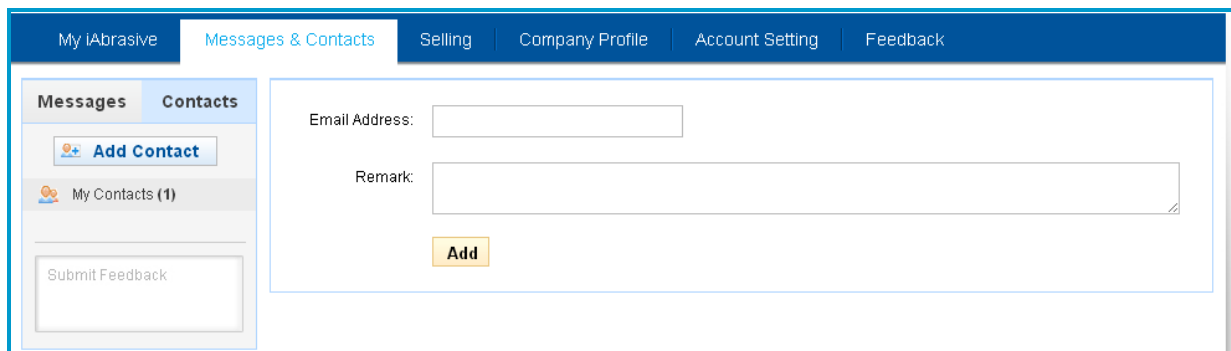 My iAbrasive Messages & Contacts Selling Company Profile Account Setting Feedback
Messages Contacts
Add Contact
My Contacts (1)
Submit Feedback
Email Address:
Remark:
Add